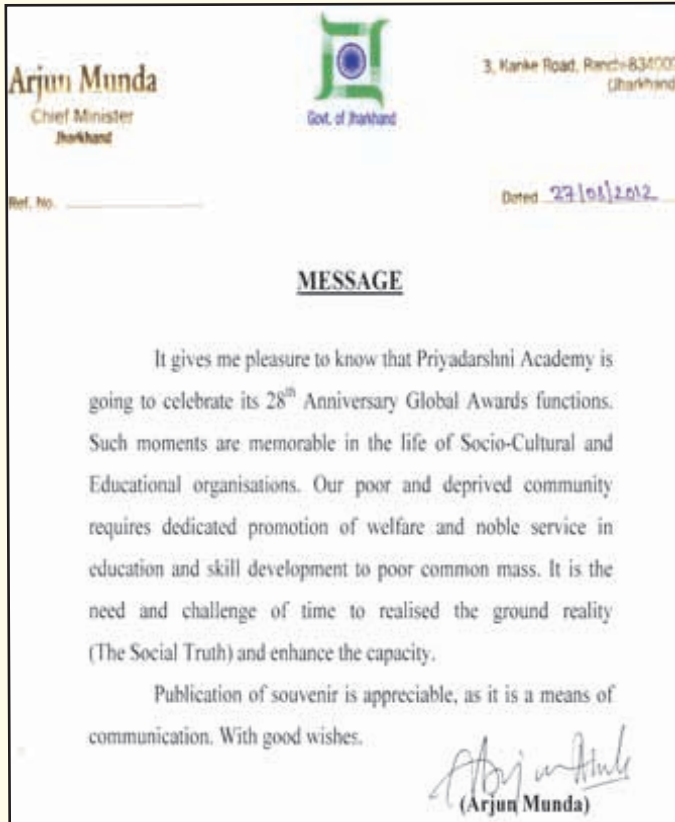 Arjun Munda
Chief Minister
Jharkhand
Govt. of Jharkhand
3, Kanke Road, Ranchi-834007
(Jharkhand)
Ref. No.
Dated 27/08/2012
MESSAGE
It gives me pleasure to know that Priyadarshni Academy is
going to celebrate its 28th Anniversary Global Awards functions.
Such moments are memorable in the life of Socio-Cultural and
Educational organisations. Our poor and deprived community
requires dedicated promotion of welfare and noble service in
education and skill development to poor common mass. It is the
need and challenge of time to realised the ground reality
(The Social Truth) and enhance the capacity.
Publication of souvenir is appreciable, as it is a means of
communication. With good wishes.
(Arjun Munda)